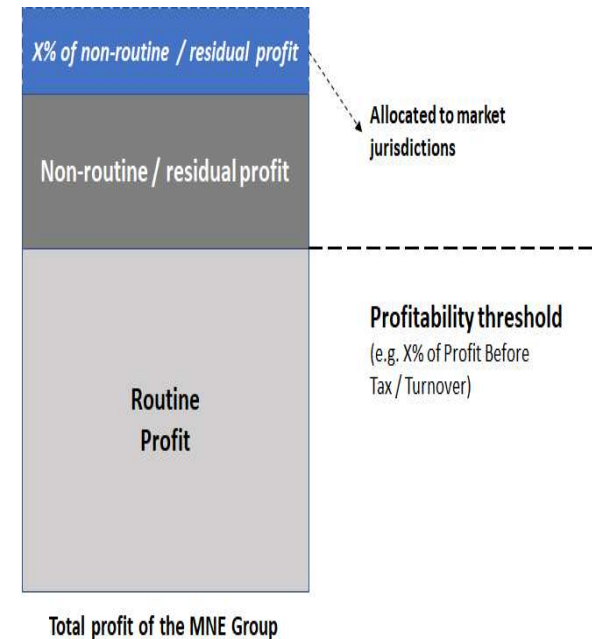 X% of non-routine / residual profit
Allocated to market
jurisdictions
Non-routine / residual profit
Profitability threshold
(e.g. X% of Profit Before
Tax / Turnover)
Routine
Profit
Total profit of the MNE Group